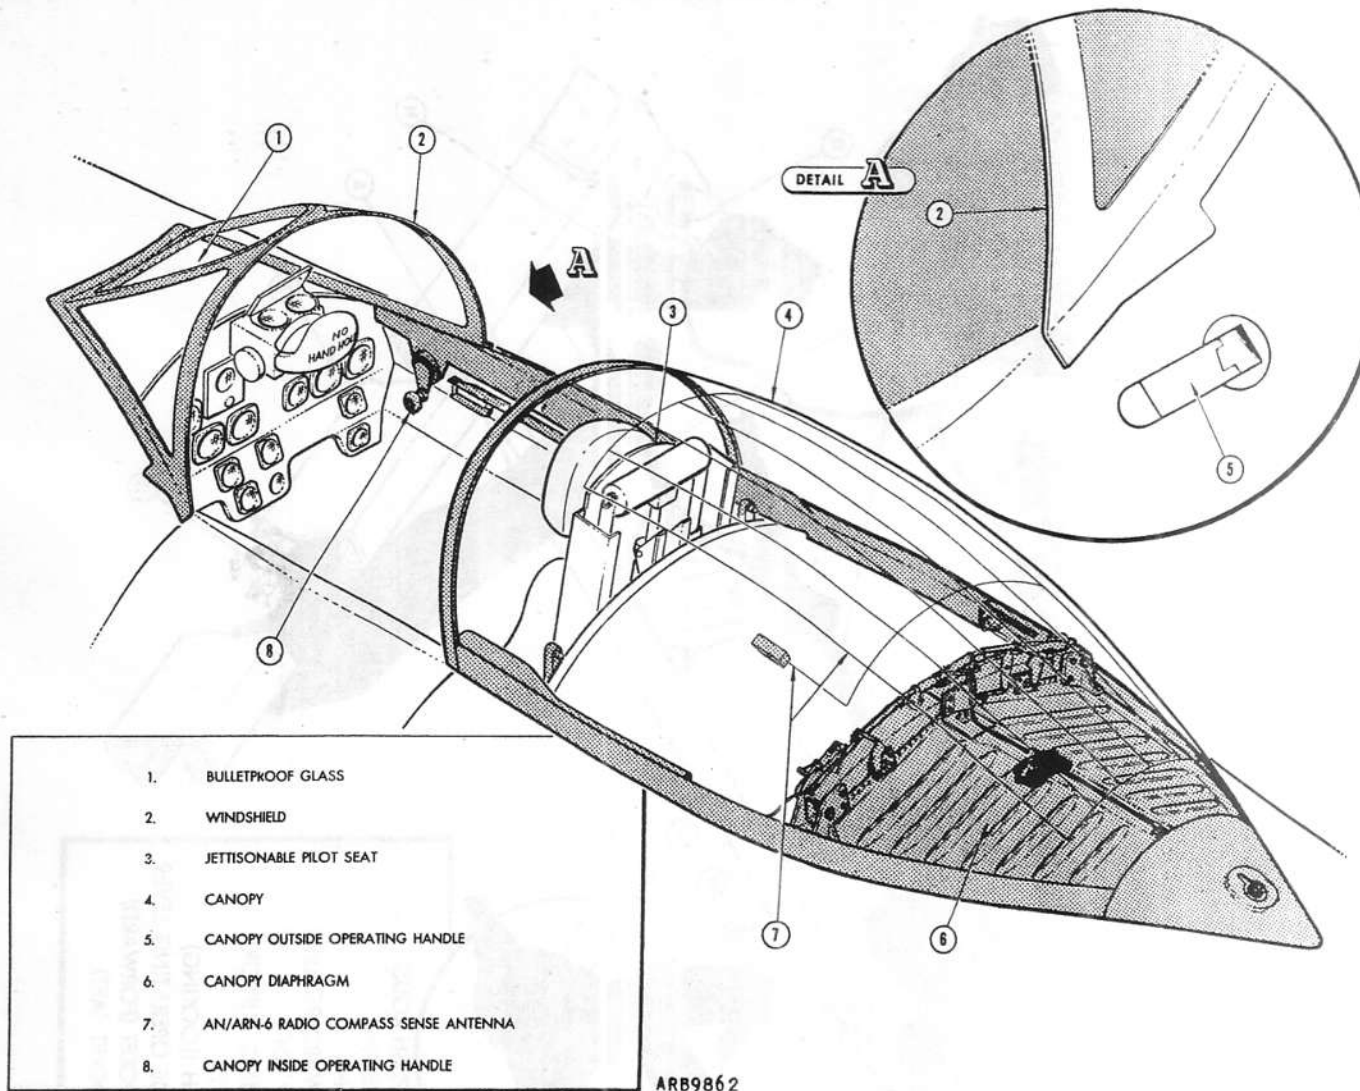 1
2
DETAIL A
2
A
3
4
NO
HAND HO
5
8
7
6
1. BULLETPROOF GLASS
2. WINDSHIELD
3. JETTISONABLE PILOT SEAT
4. CANOPY
5. CANOPY OUTSIDE OPERATING HANDLE
6. CANOPY DIAPHRAGM
7. AN/ARN-6 RADIO COMPASS SENSE ANTENNA
8. CANOPY INSIDE OPERATING HANDLE
ARB9862